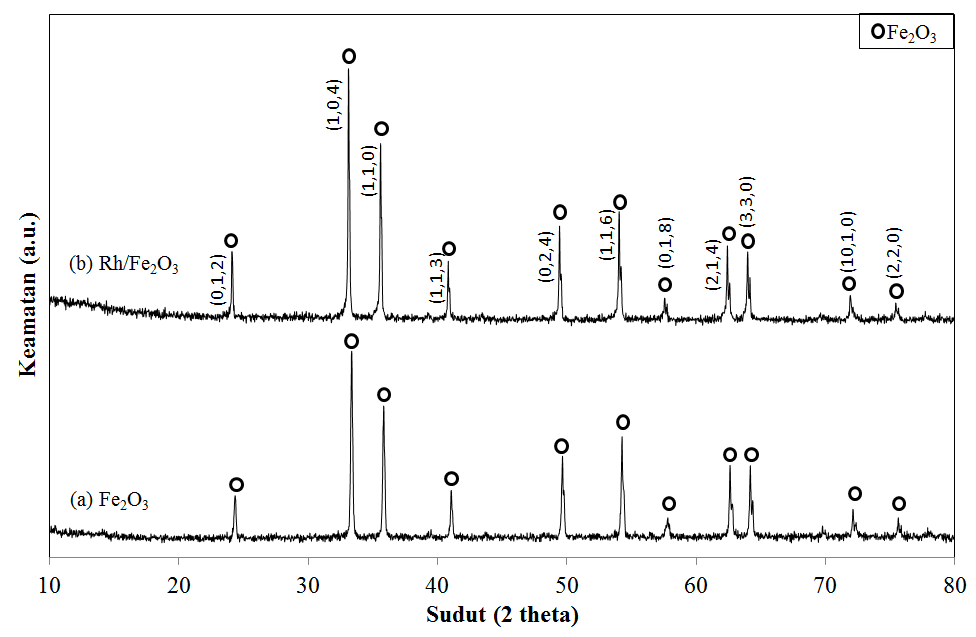 Fe₂O₃
(1,0,4)
(1,1,0)
(0,1,2)
(1,1,3)
(0,2,4)
(1,1,6)
(0,1,8)
(2,1,4)
(3,3,0)
(10,1,0)
(2,2,0)
(b) Rh/Fe₂O₃
(a) Fe₂O₃
Keamatan (a.u.)
10 20 30 40 50 60 70 80
Sudut (2 theta)